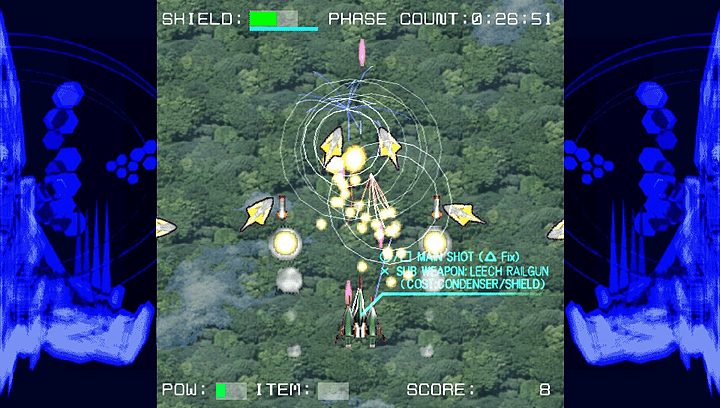 SHIELD: PHASE COUNT:0:26:51
○/□ MAIN SHOT (△ Fix)
✕ SUB WEAPON: LEECH RAILGUN
(COST:CONDENSER/SHIELD)
POW: ITEM: SCORE: 8